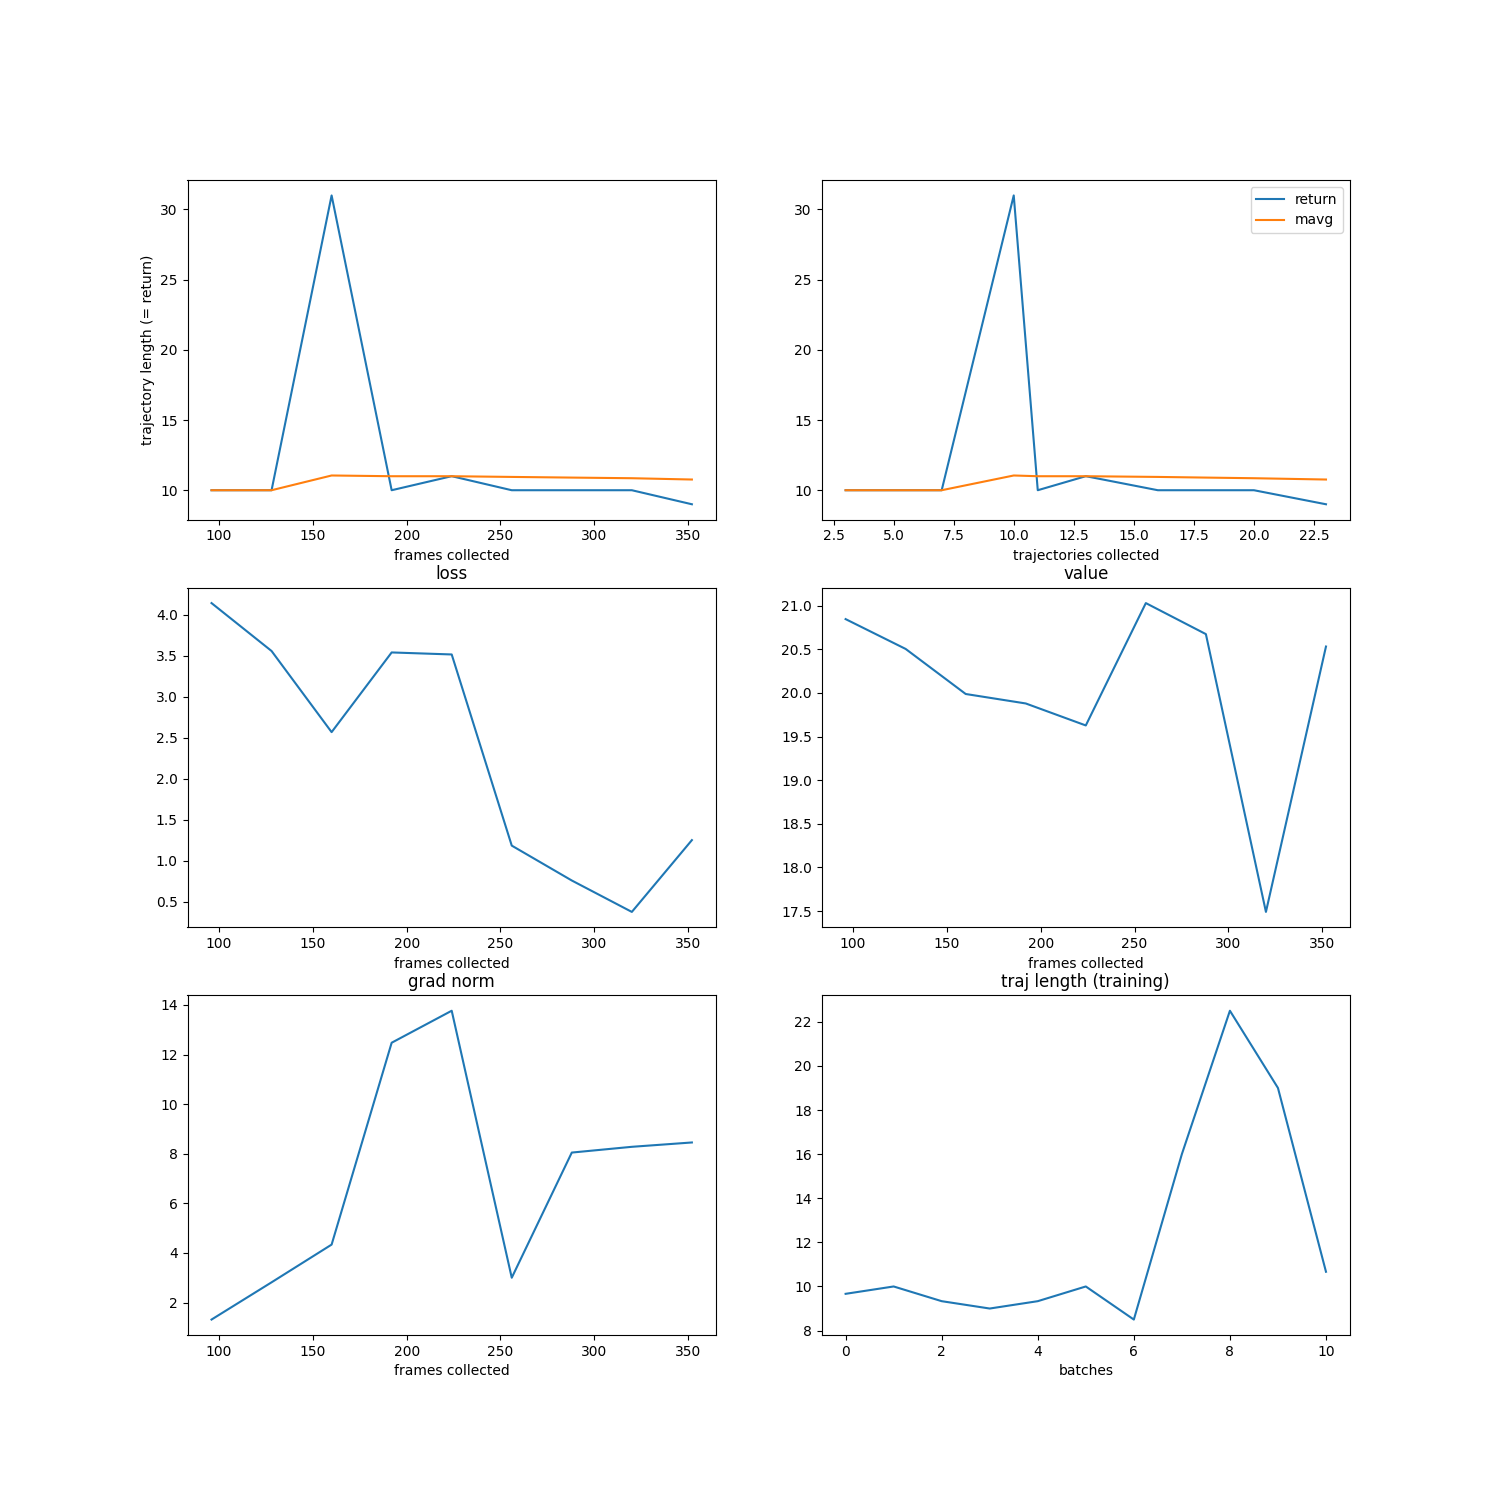 trajectory length (= return)
30
25
20
15
10
100 150 200 250 300 350
frames collected
return
mavg
30
25
20
15
10
2.5 5.0 7.5 10.0 12.5 15.0 17.5 20.0 22.5
trajectories collected
loss
4.0
3.5
3.0
2.5
2.0
1.5
1.0
0.5
100 150 200 250 300 350
frames collected
value
21.0
20.5
20.0
19.5
19.0
18.5
18.0
17.5
100 150 200 250 300 350
frames collected
grad norm
14
12
10
8
6
4
2
100 150 200 250 300 350
frames collected
traj length (training)
22
20
18
16
14
12
10
8
0 2 4 6 8 10
batches